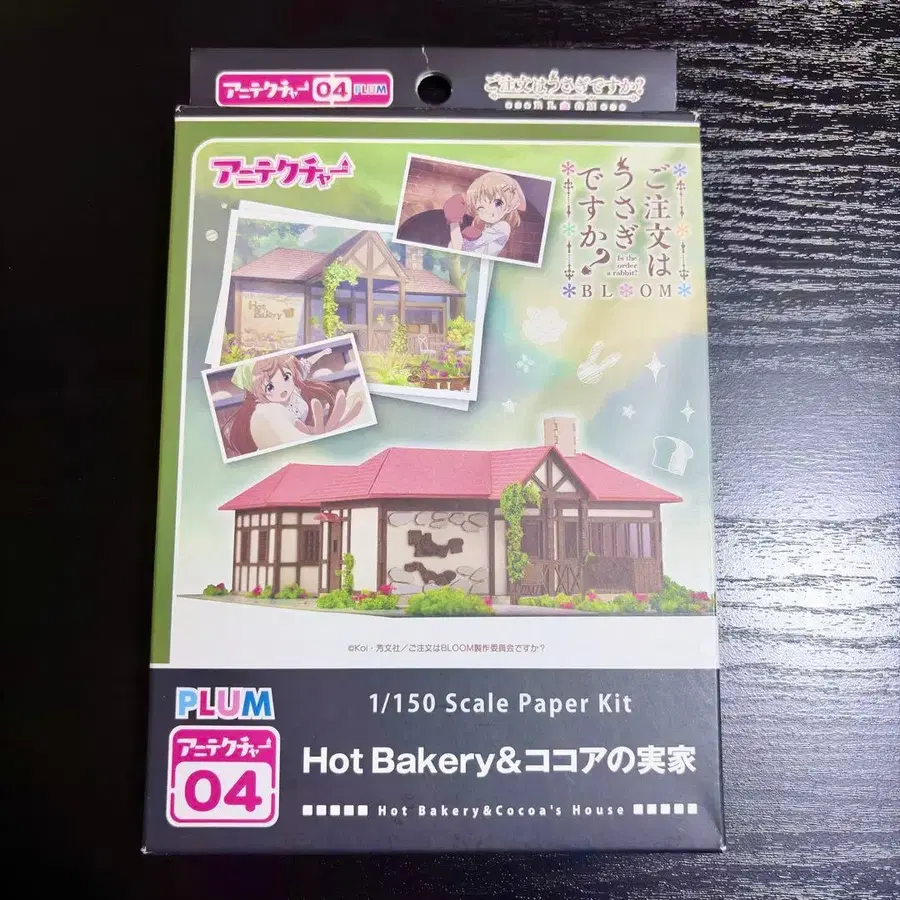 アニテクチャー 04 PLUM
ご注文はうさぎですか?
BLOOM
アニテクチャー
ご注文は
うさぎ
ですか?
Is the
order
a rabbit?
BLOOM
Hot
Bakery
©Koi・芳文社/ご注文はBLOOM製作委員会ですか?
PLUM
1/150 Scale Paper Kit
アニテクチャー
04
Hot Bakery&ココアの実家
Hot Bakery&Cocoa's House